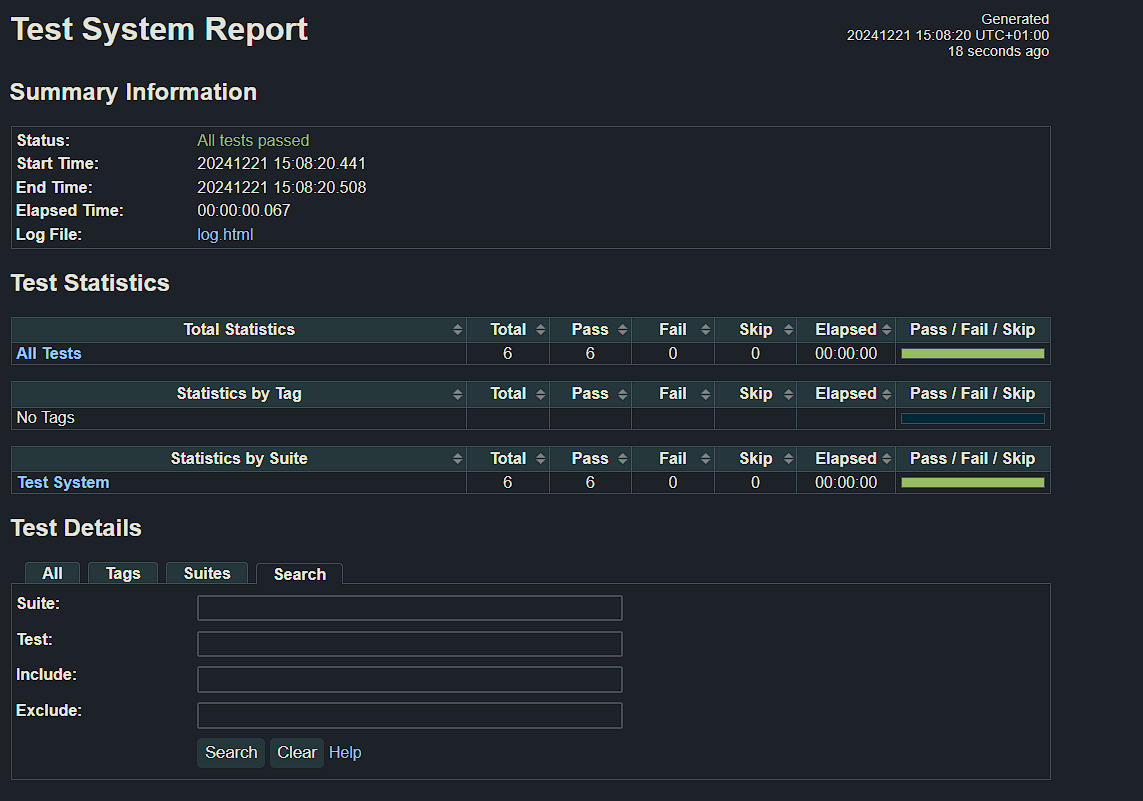 Test System Report
Generated
20241221 15:08:20 UTC+01:00
18 seconds ago
Summary Information
Status: All tests passed
Start Time: 20241221 15:08:20.441
End Time: 20241221 15:08:20.508
Elapsed Time: 00:00:00.067
Log File: log.html
Test Statistics
Total Statistics Total Pass Fail Skip Elapsed Pass / Fail / Skip
All Tests 6 6 0 0 00:00:00
Statistics by Tag Total Pass Fail Skip Elapsed Pass / Fail / Skip
No Tags
Statistics by Suite Total Pass Fail Skip Elapsed Pass / Fail / Skip
Test System 6 6 0 0 00:00:00
Test Details
All Tags Suites Search
Suite:
Test:
Include:
Exclude:
Search Clear Help